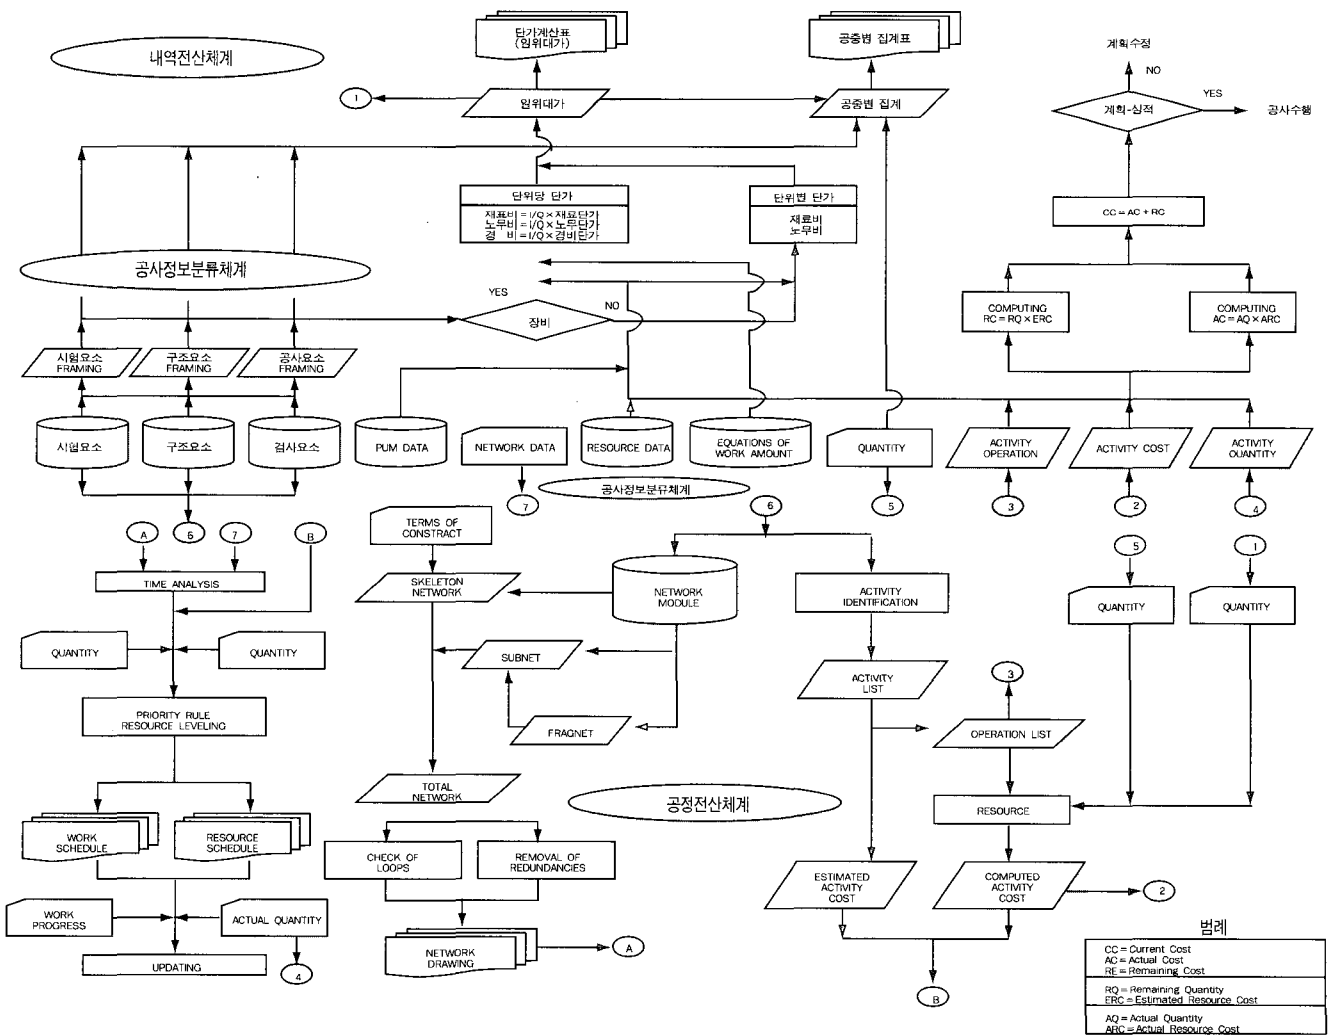 내역전산체계
단가계산표
(일위대가)
공종별 집계표
계획수정
NO
1
일위대가
공종별 집계
계획-실적
YES
공사수행
단위당 단가
재료비 = I/Q × 재료단가
노무비 = I/Q × 노무단가
경 비 = I/Q × 경비단가
단위별 단가
재료비
노무비
CC = AC + RC
공사정보분류체계
YES
장비
NO
COMPUTING
RC = RQ × ERC
COMPUTING
AC = AQ × ARC
시험요소
FRAMING
구조요소
FRAMING
공사요소
FRAMING
시험요소
구조요소
검사요소
PUM DATA
NETWORK DATA
RESOURCE DATA
EQUATIONS OF
WORK AMOUNT
QUANTITY
ACTIVITY
OPERATION
ACTIVITY COST
ACTIVITY
QUANTITY
공사정보분류체계
7
5
3
2
4
A
6
7
B
TERMS OF
CONSTRACT
6
5
1
TIME ANALYSIS
SKELETON
NETWORK
NETWORK
MODULE
ACTIVITY
IDENTIFICATION
QUANTITY
QUANTITY
QUANTITY
QUANTITY
SUBNET
ACTIVITY
LIST
3
PRIORITY RULE
RESOURCE LEVELING
FRAGNET
OPERATION LIST
TOTAL
NETWORK
공정전산체계
RESOURCE
WORK
SCHEDULE
RESOURCE
SCHEDULE
CHECK OF
LOOPS
REMOVAL OF
REDUNDANCIES
ESTIMATED
ACTIVITY
COST
COMPUTED
ACTIVITY
COST
2
WORK
PROGRESS
ACTUAL QUANTITY
UPDATING
4
NETWORK
DRAWING
A
B
범례
CC = Current Cost
AC = Actual Cost
RE = Remaining Cost
RQ = Remaining Quantity
ERC = Estimated Resource Cost
AQ = Actual Quantity
ARC = Actual Resource Cost